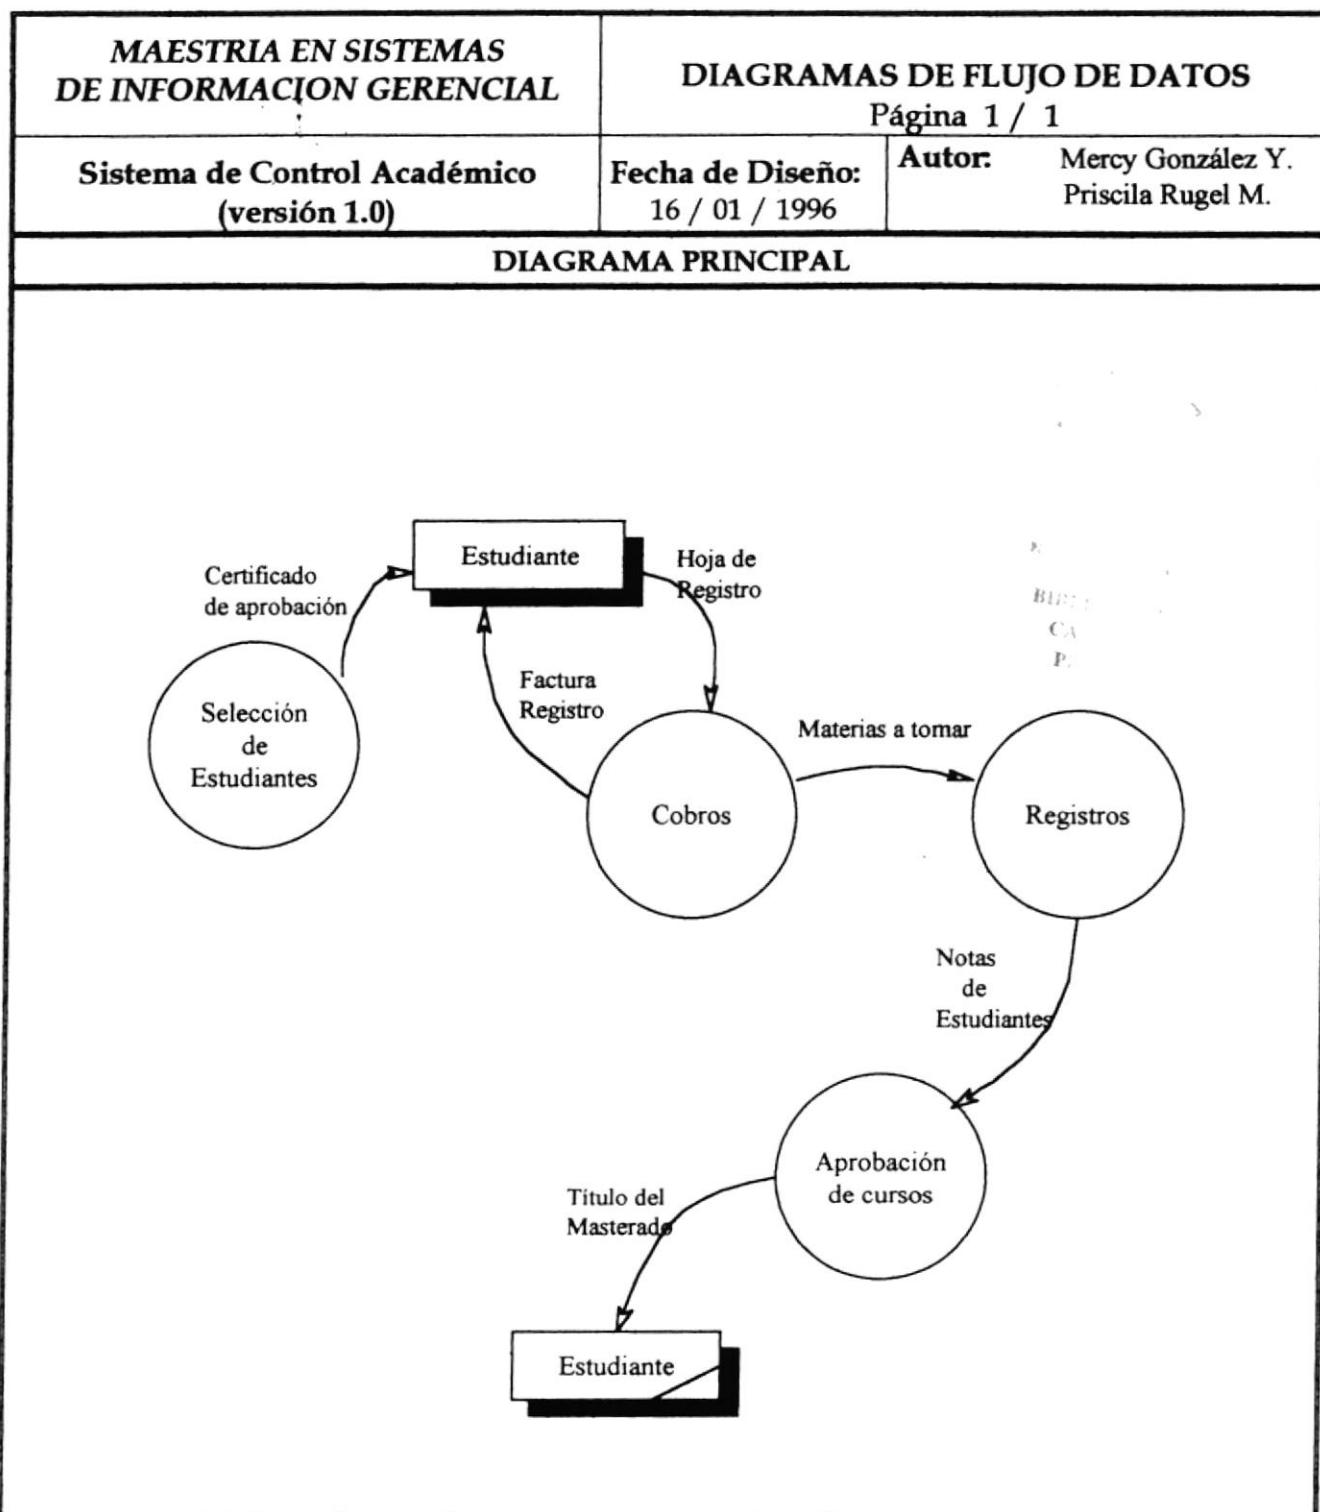 MAESTRIA EN SISTEMAS
DE INFORMACION GERENCIAL
DIAGRAMAS DE FLUJO DE DATOS
Página 1 / 1
Sistema de Control Académico
(versión 1.0)
Fecha de Diseño:
16 / 01 / 1996
Autor: Mercy González Y.
Priscila Rugel M.
DIAGRAMA PRINCIPAL
Estudiante
Certificado
de aprobación
Hoja de
Registro
Selección
de
Estudiantes
Factura
Registro
Materias a tomar
Cobros
Registros
Notas
de
Estudiantes
Aprobación
de cursos
Título del
Masterado
Estudiante